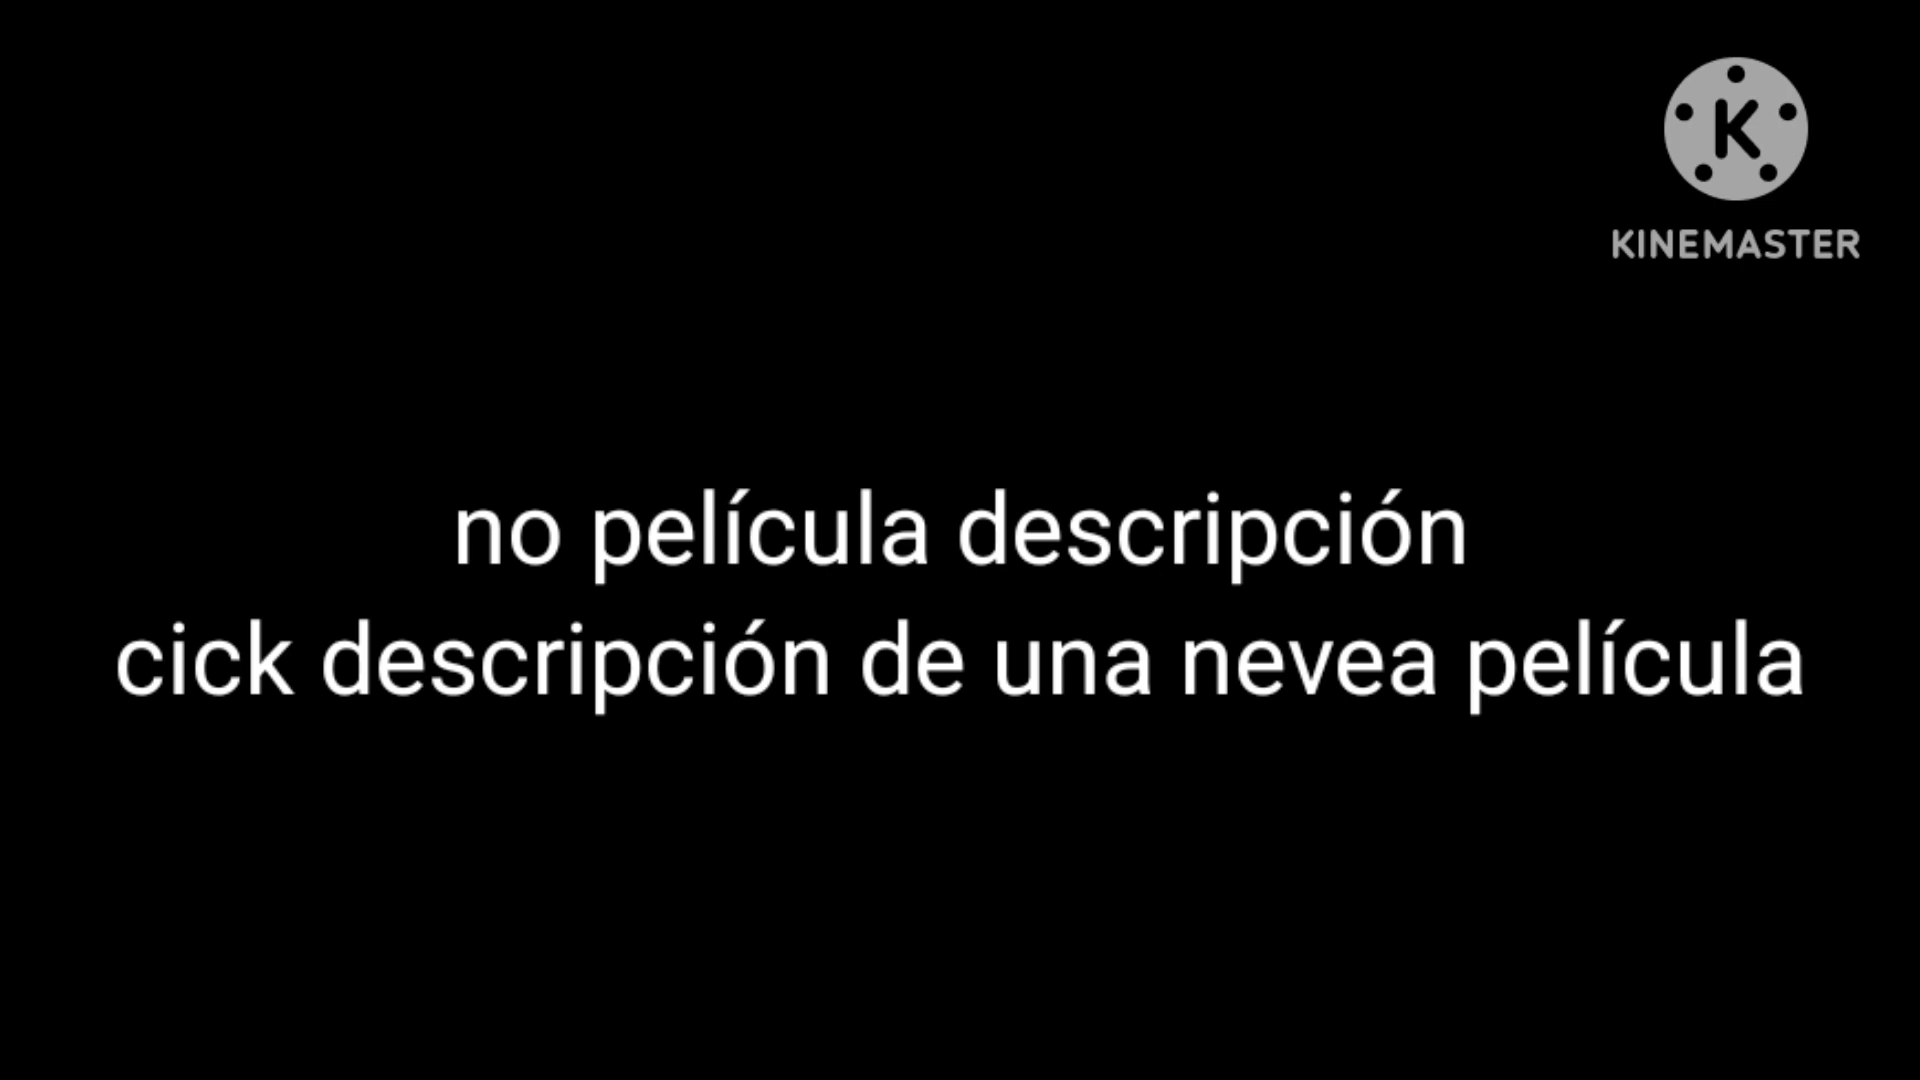 K
KINEMASTER
no película descripción
cick descripción de una nevea película